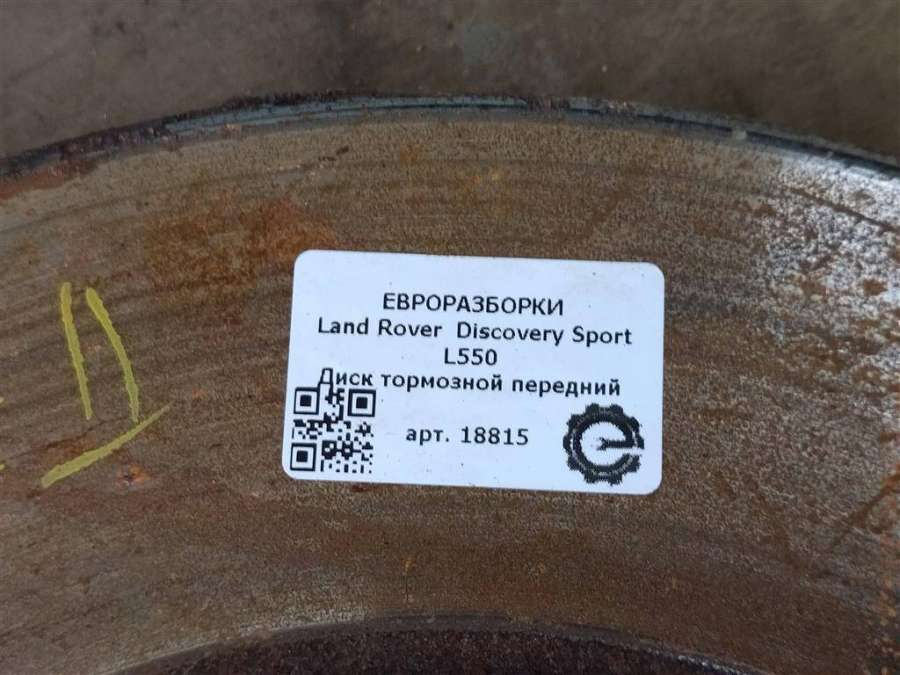 ЕВРОРАЗБОРКИ
Land Rover Discovery Sport
L550
Диск тормозной передний
арт. 18815